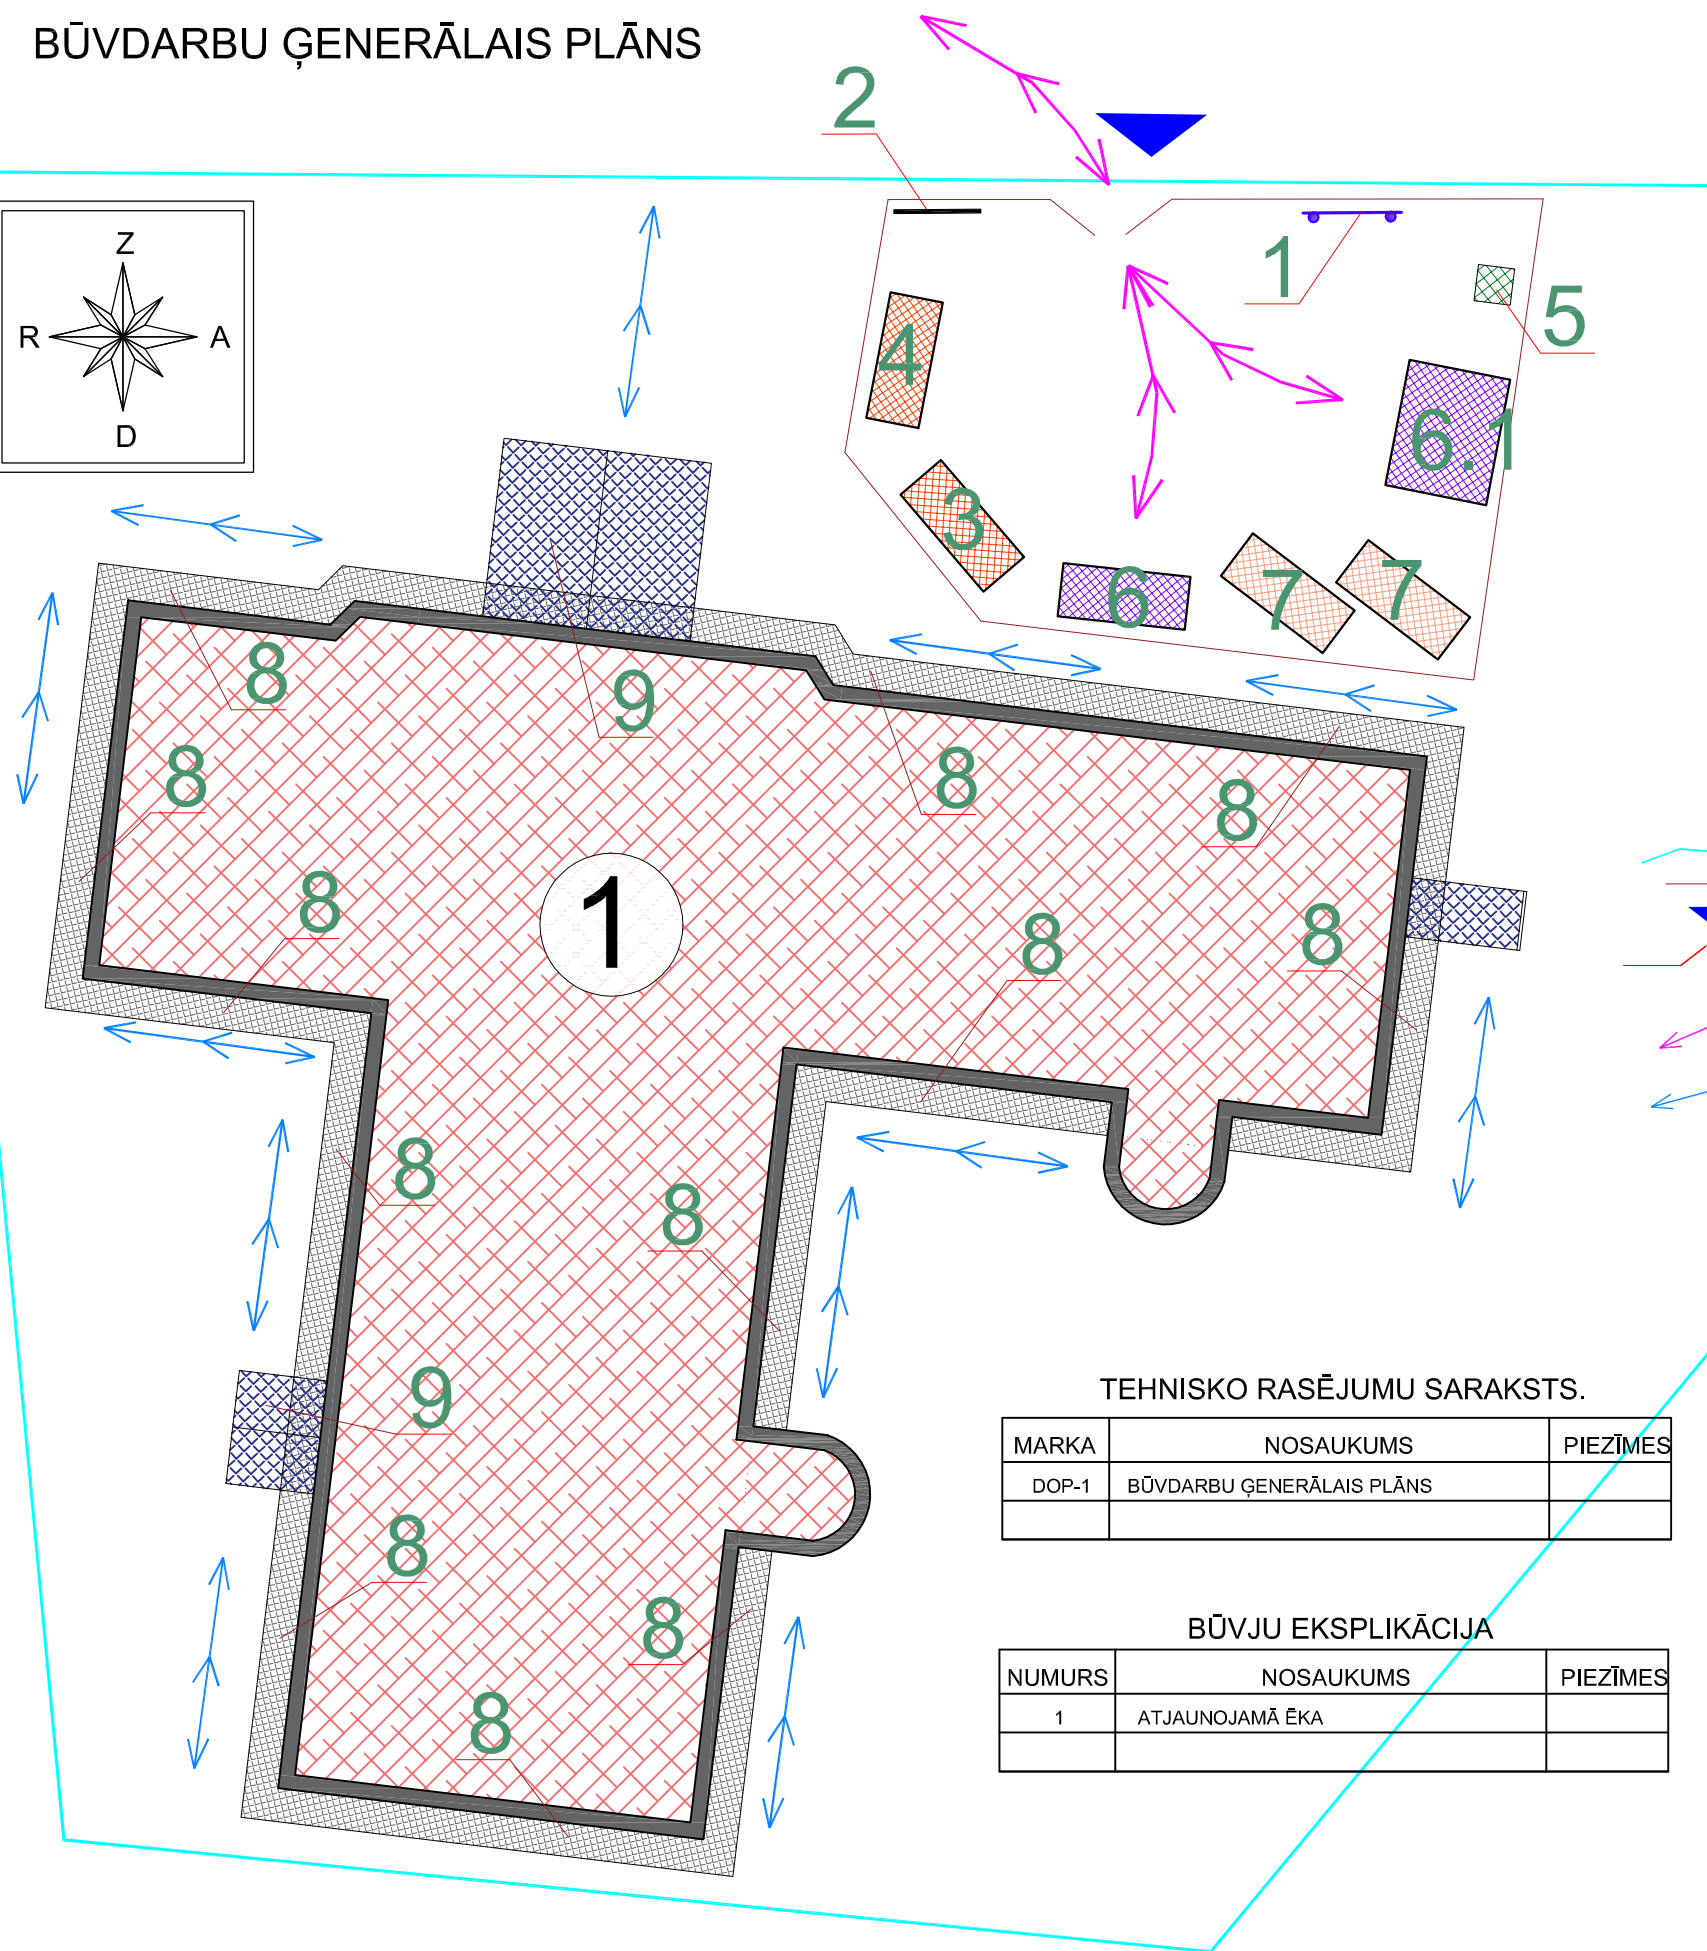 BŪVDARBU ĢENERĀLAIS PLĀNS
2
Z
R
A
D
1
5
4
6.1
3
6
7
7
8
9
8
8
8
8
1
8
8
8
8
8
9
8
8
8
TEHNISKO RASĒJUMU SARAKSTS.
MARKA NOSAUKUMS PIEZĪMES
DOP-1 BŪVDARBU ĢENERĀLAIS PLĀNS
BŪVJU EKSPLIKĀCIJA
NUMURS NOSAUKUMS PIEZĪMES
1 ATJAUNOJAMĀ ĒKA